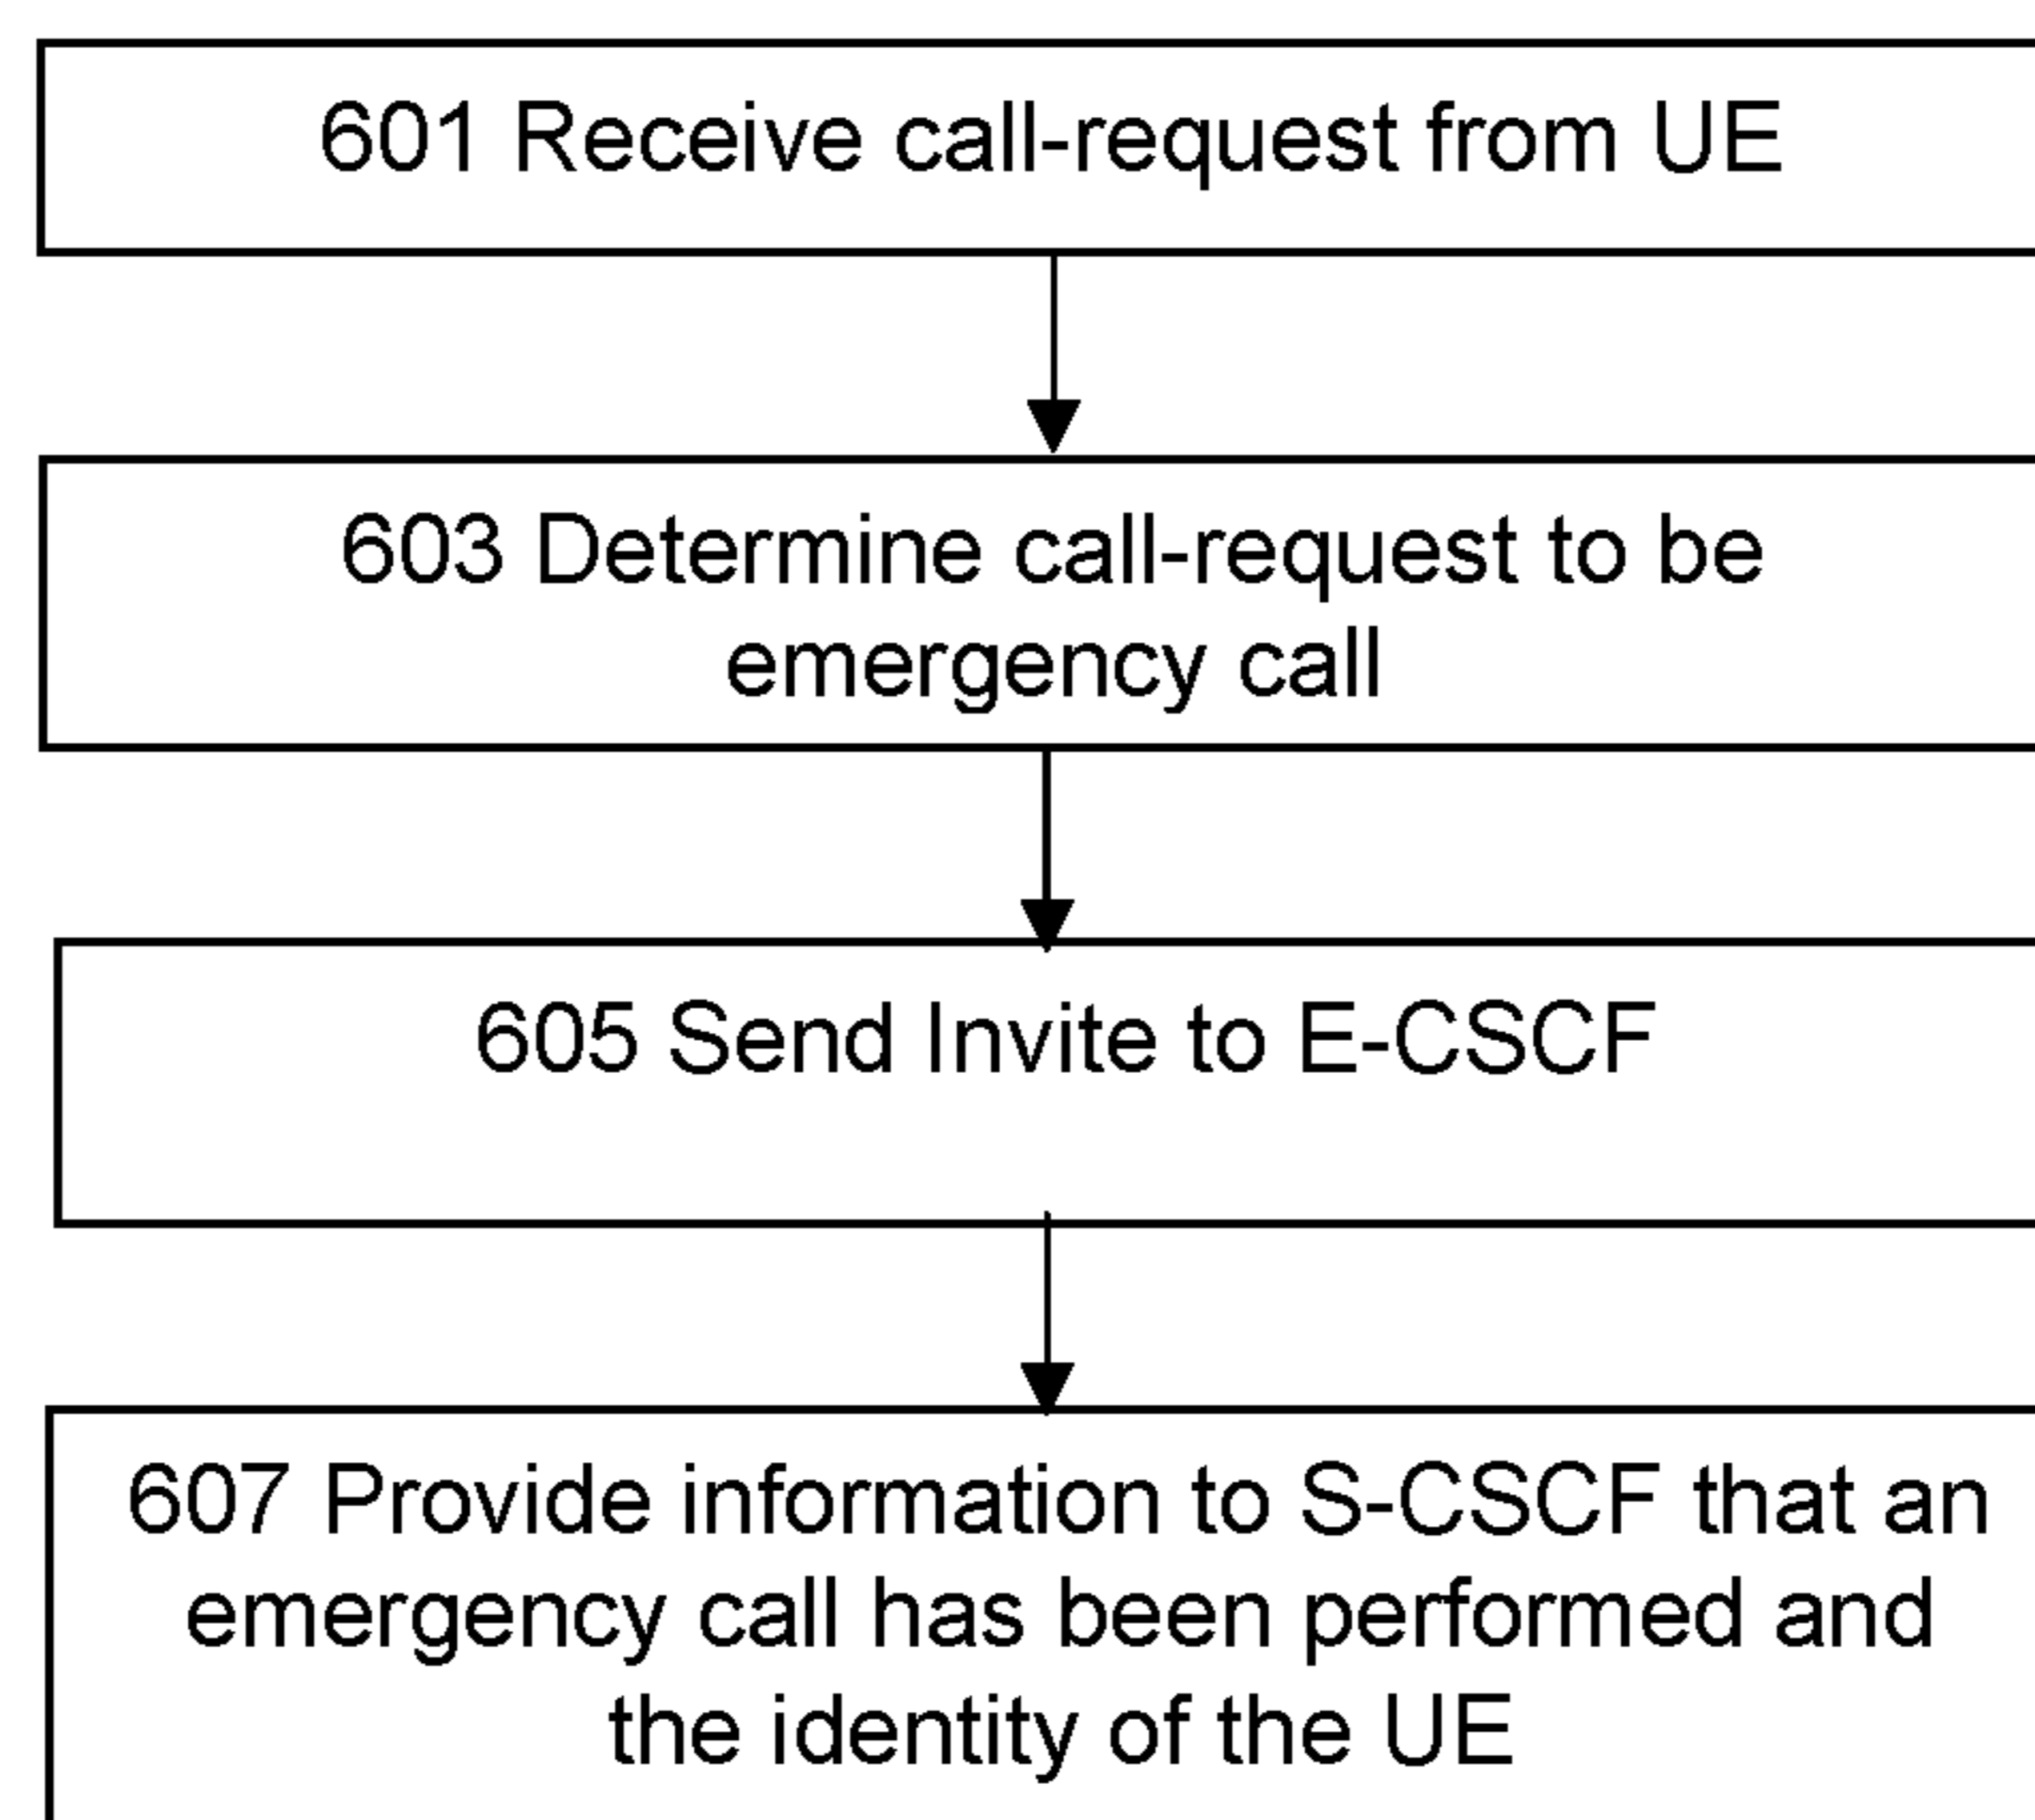 601 Receive call-request from UE
603 Determine call-request to be
emergency call
605 Send Invite to E-CSCF
607 Provide information to S-CSCF that an
emergency call has been performed and
the identity of the UE